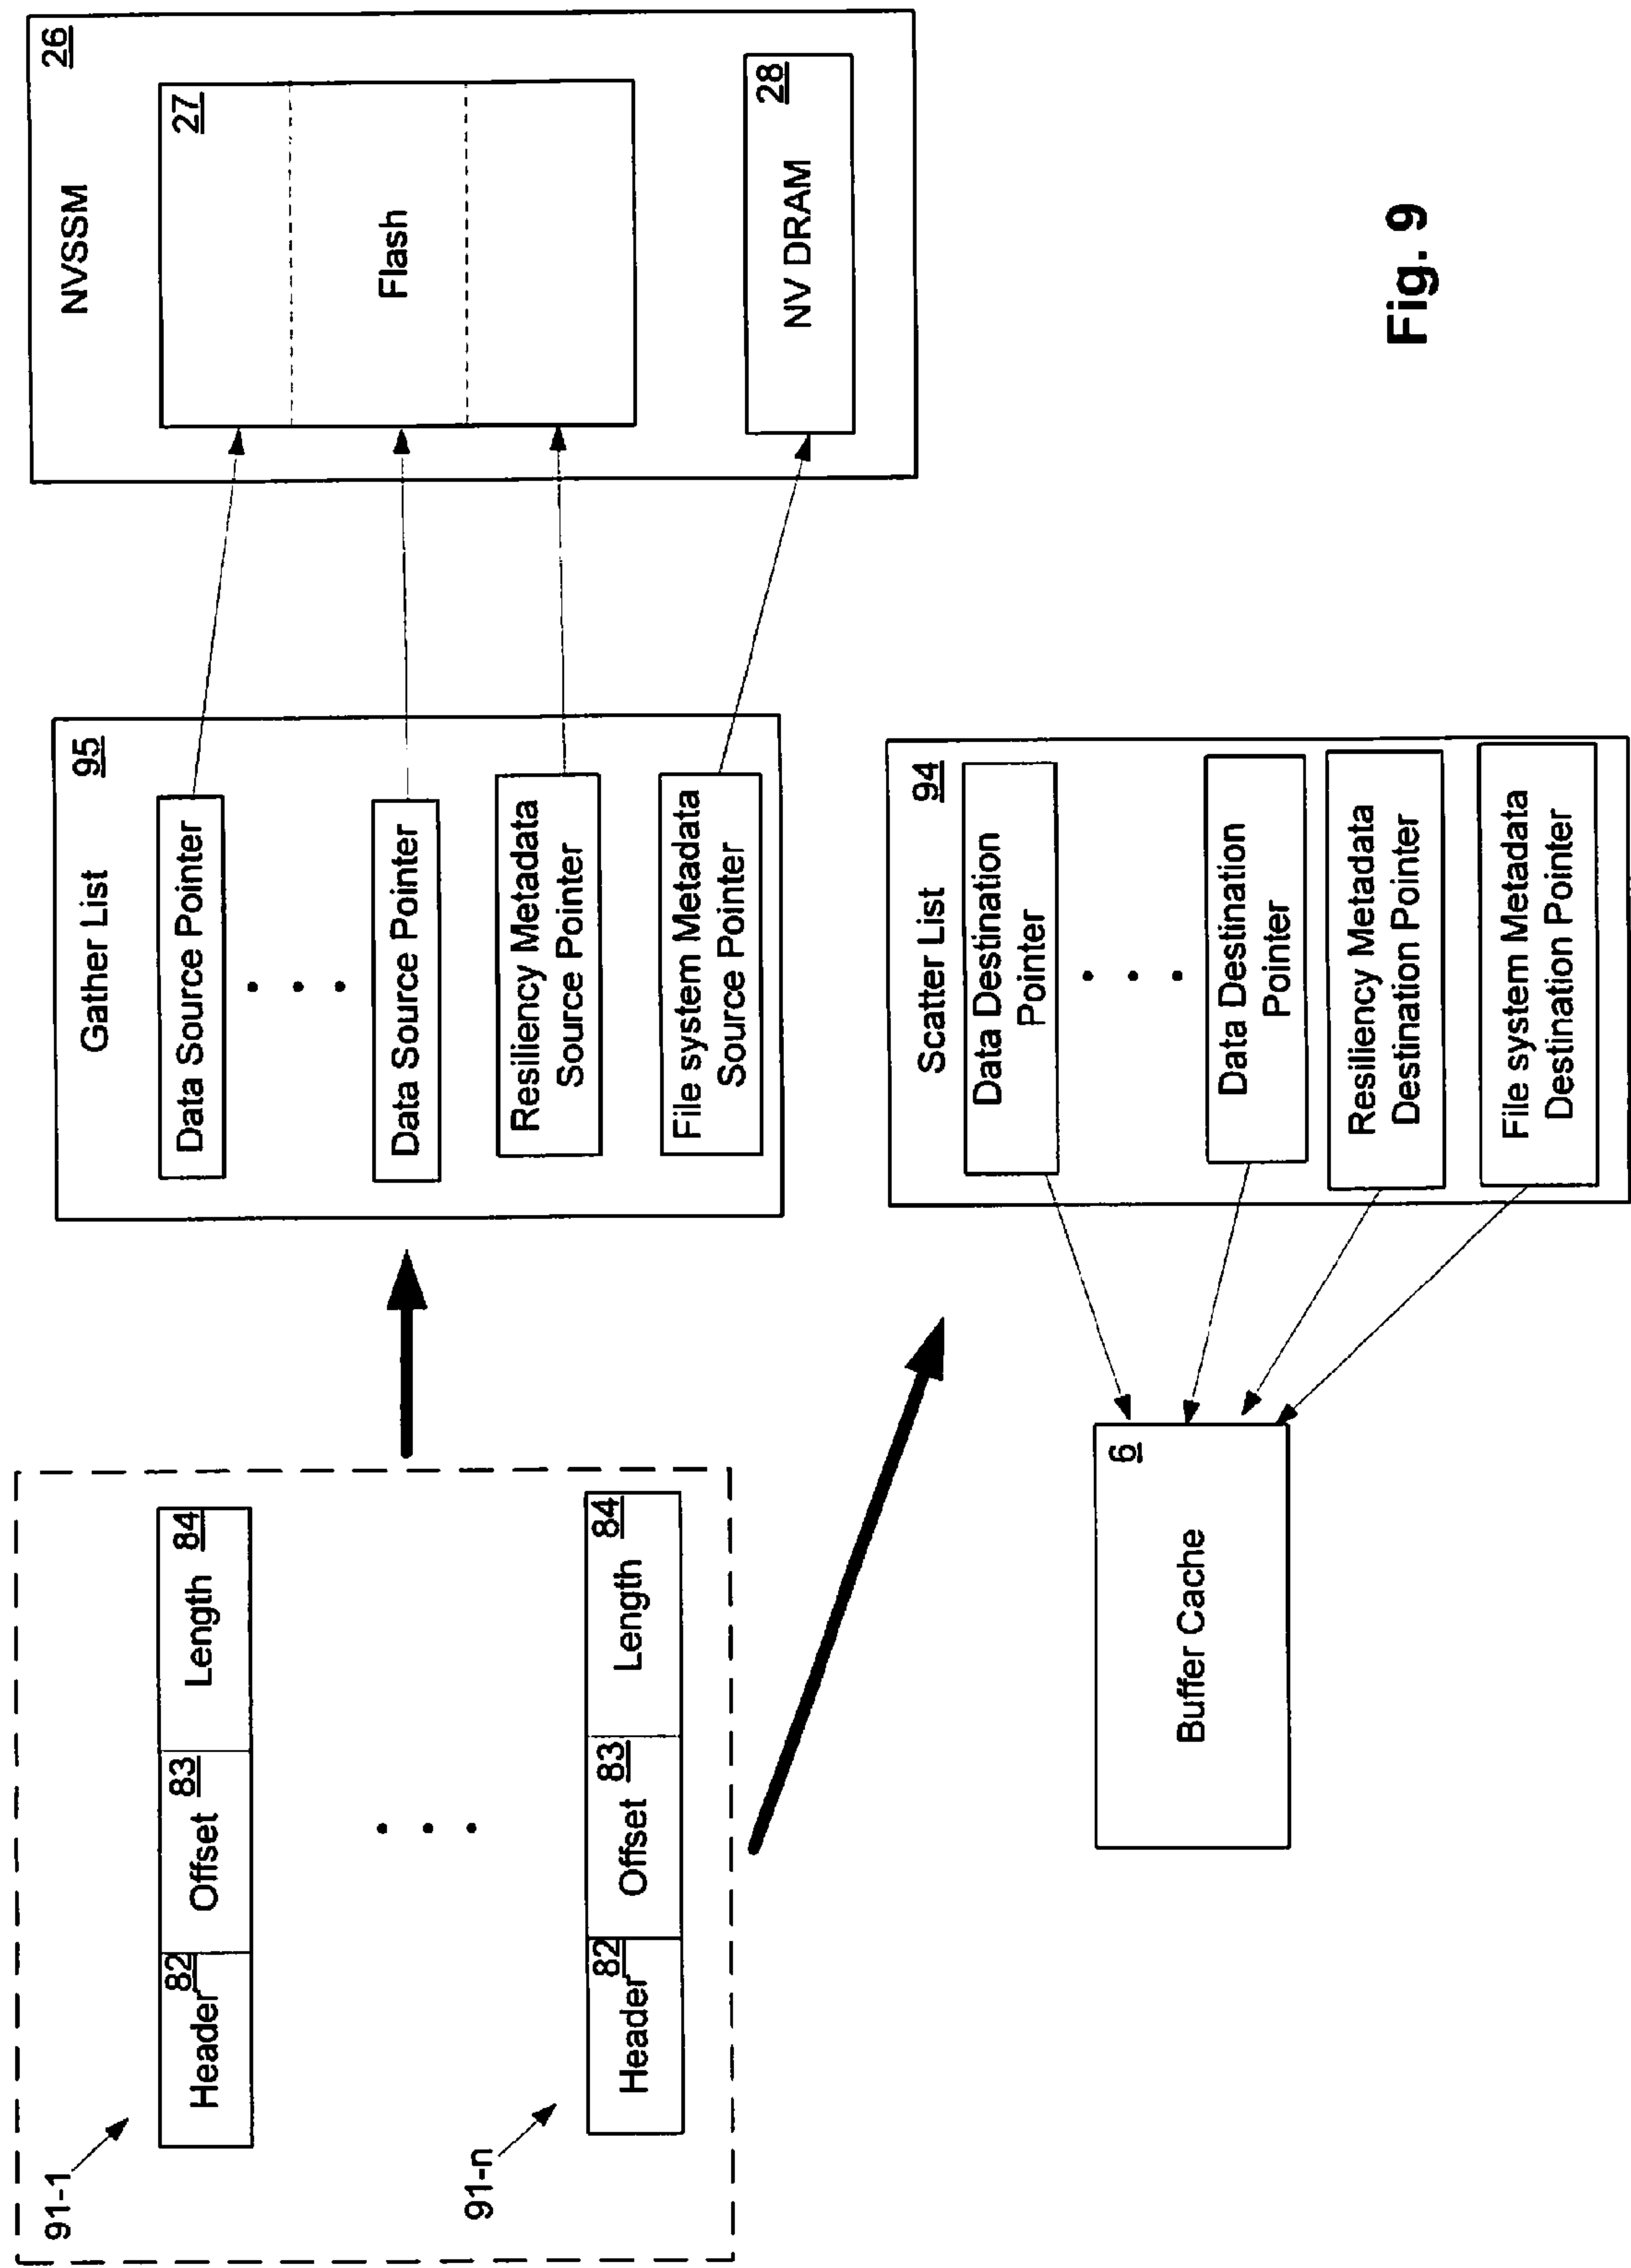 91-1
Header 82
Offset 83
Length 84
• • •
91-n
Header 82
Offset 83
Length 84
Gather List 95
Data Source Pointer
• • •
Data Source Pointer
Resiliency Metadata
Source Pointer
File system Metadata
Source Pointer
NVSSM 26
27
Flash
NV DRAM 28
Buffer Cache 6
Scatter List 94
Data Destination
Pointer
• • •
Data Destination
Pointer
Resiliency Metadata
Destination Pointer
File system Metadata
Destination Pointer
Fig. 9